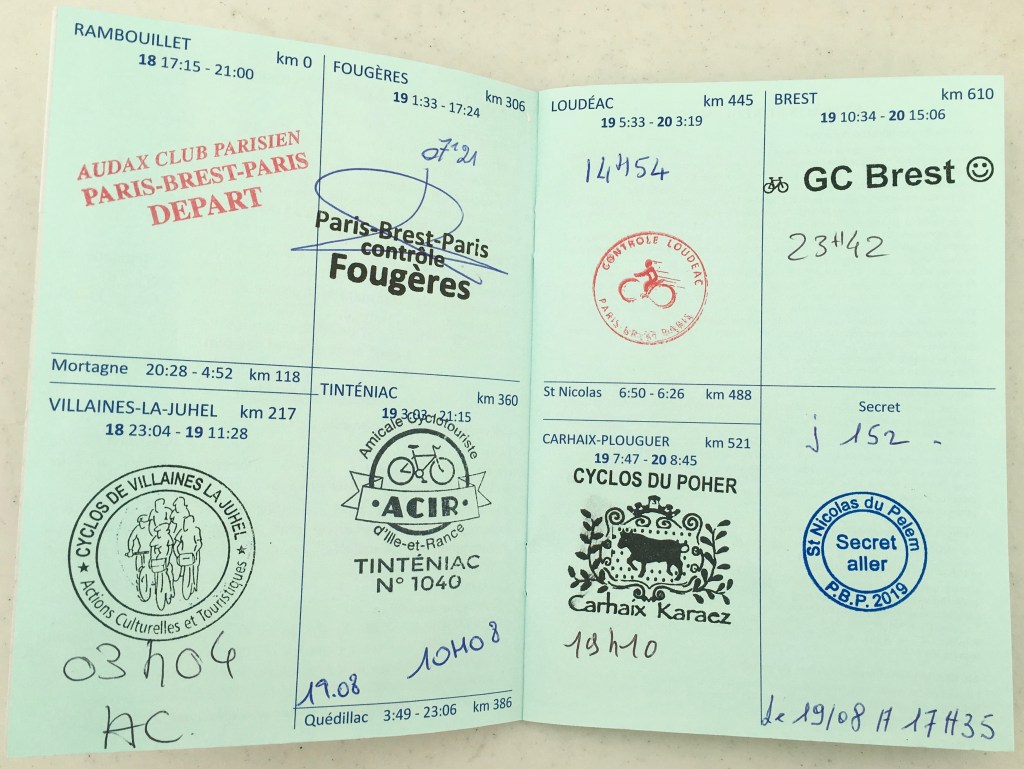 RAMBOUILLET
km 0
18 17:15 - 21:00
AUDAX CLUB PARISIEN
PARIS-BREST-PARIS
DEPART
Mortagne 20:28 - 4:52 km 118
VILLAINES-LA-JUHEL km 217
18 23:04 - 19 11:28
CYCLOS DE VILLAINES LA JUHEL
Actions Culturelles et Touristiques
03h04
AC
FOUGÈRES
km 306
19 1:33 - 17:24
07h21
Paris-Brest-Paris
contrôle
Fougères
TINTÉNIAC
km 360
19 3:03 - 21:15
Amicale Cyclotouriste
ACIR
d'Ille-et-Rance
TINTÉNIAC
N° 1040
10H08
19.08
Quédillac 3:49 - 23:06 km 386
LOUDÉAC km 445
19 5:33 - 20 3:19
14H54
CONTROLE LOUDEAC
PARIS BREST PARIS
St Nicolas 6:50 - 6:26 km 488
CARHAIX-PLOUGUER km 521
19 7:47 - 20 8:45
CYCLOS DU POHER
Carhaix Karaez
19h10
BREST km 610
19 10:34 - 20 15:06
GC Brest
23H42
Secret
j 152 -
St Nicolas du Pelem
Secret
aller
P.B.P. 2019
le 19/08 A 17H35